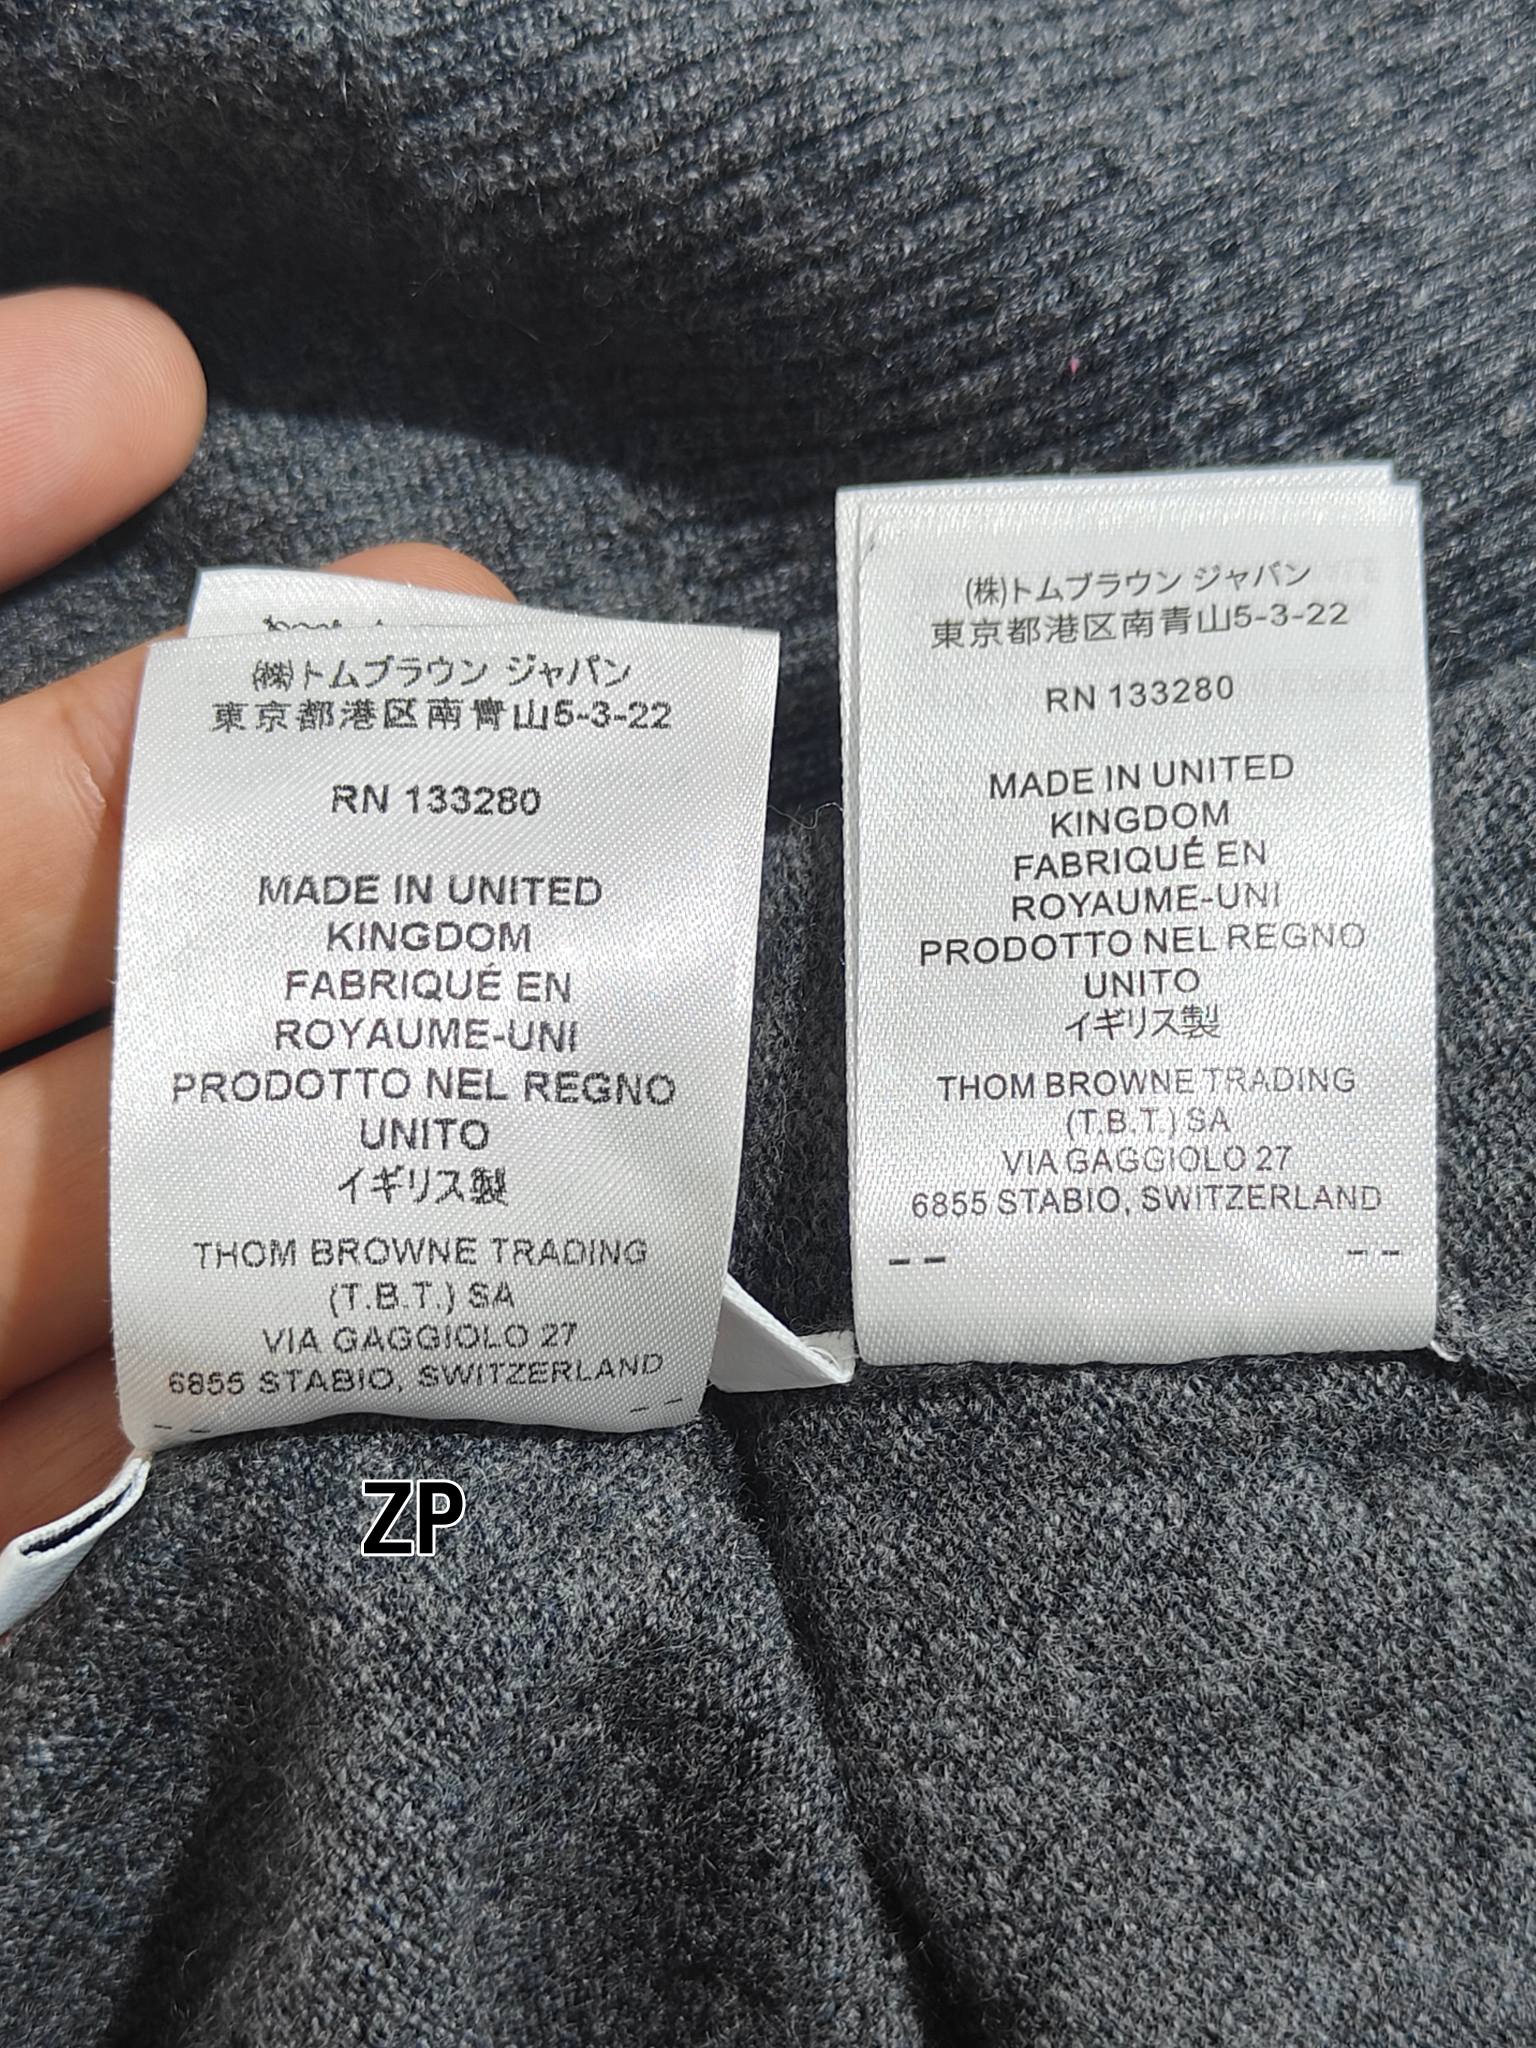 (株)トムブラウン ジャパン
東京都港区南青山5-3-22
RN 133280
MADE IN UNITED
KINGDOM
FABRIQUÉ EN
ROYAUME-UNI
PRODOTTO NEL REGNO
UNITO
イギリス製
THOM BROWNE TRADING
(T.B.T.) SA
VIA GAGGIOLO 27
6855 STABIO, SWITZERLAND
ZP
(株)トムブラウン ジャパン
東京都港区南青山5-3-22
RN 133280
MADE IN UNITED
KINGDOM
FABRIQUÉ EN
ROYAUME-UNI
PRODOTTO NEL REGNO
UNITO
イギリス製
THOM BROWNE TRADING
(T.B.T.) SA
VIA GAGGIOLO 27
6855 STABIO, SWITZERLAND